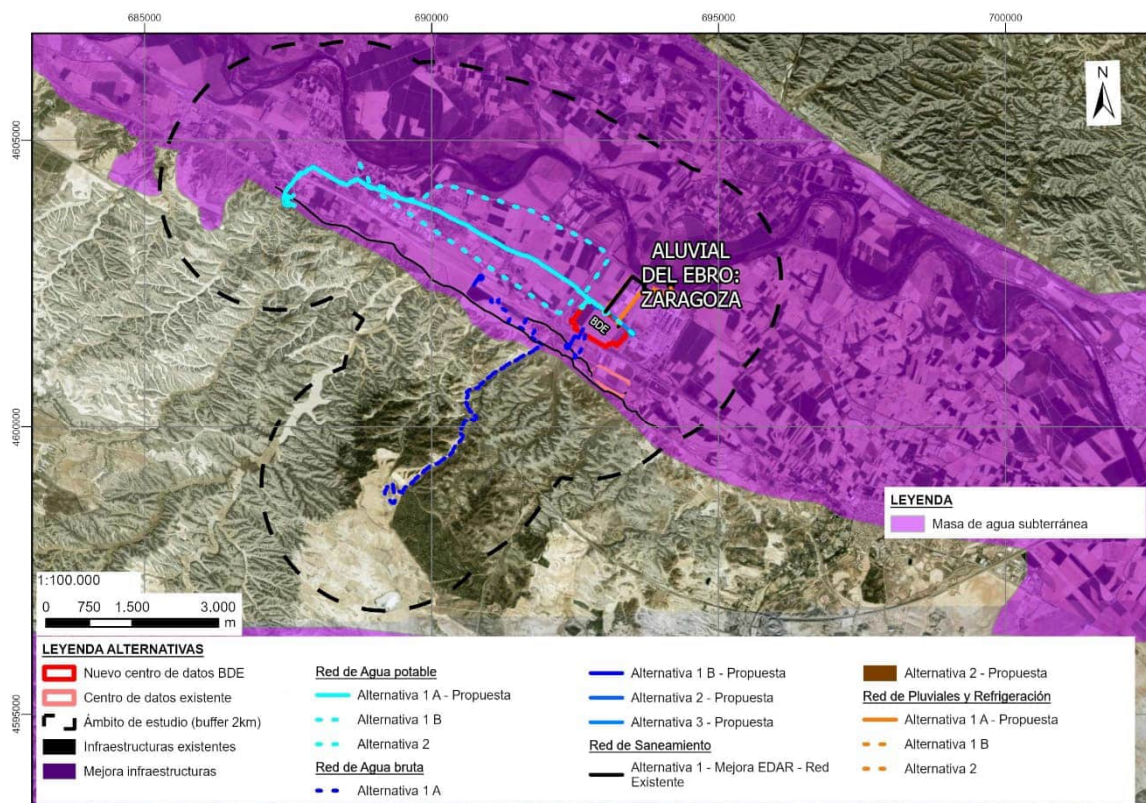 685000
690000
695000
700000
N
4605000
ALUVIAL
DEL EBRO:
ZARAGOZA
BDE
4600000
LEYENDA
Masa de agua subterránea
1:100.000
0 750 1.500 3.000
m
4595000
LEYENDA ALTERNATIVAS
Nuevo centro de datos BDE
Centro de datos existente
Ámbito de estudio (buffer 2km)
Infraestructuras existentes
Mejora infraestructuras
Red de Agua potable
Alternativa 1 A - Propuesta
Alternativa 1 B
Alternativa 2
Red de Agua bruta
Alternativa 1 A
Alternativa 1 B - Propuesta
Alternativa 2 - Propuesta
Alternativa 3 - Propuesta
Red de Saneamiento
Alternativa 1 - Mejora EDAR - Red
Existente
Alternativa 2 - Propuesta
Red de Pluviales y Refrigeración
Alternativa 1 A - Propuesta
Alternativa 1 B
Alternativa 2